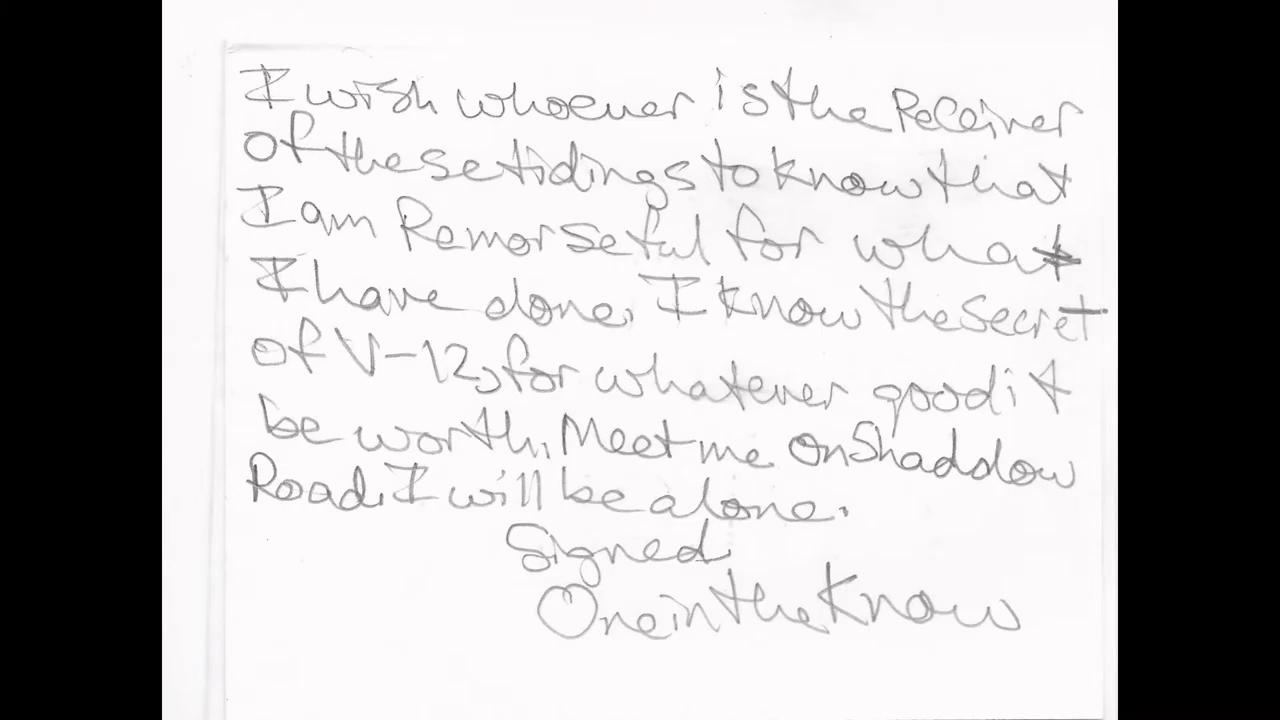 I wish whoever is the Receiver
Of these tidings to know that
I am Remorseful for what
I have done. I know the Secret
of V-12, for whatever good it
be worth. Meet me On Shaddow
Road. I will be alone.
Signed
One in the Know